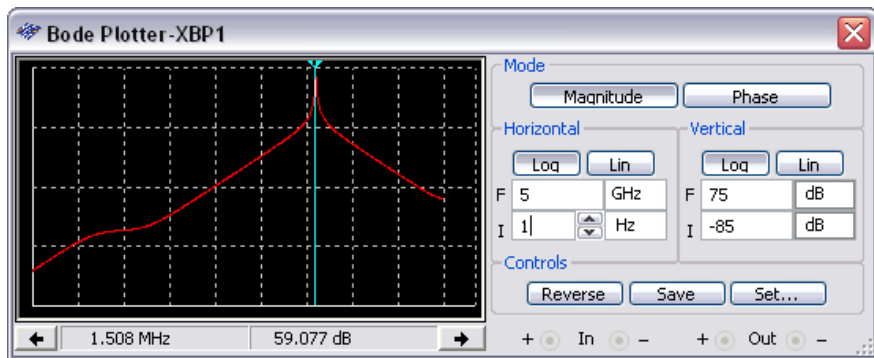 Bode Plotter-XBP1
Mode
Magnitude Phase
Horizontal Vertical
Log Lin Log Lin
F 5 GHz F 75 dB
I 1 Hz I -85 dB
Controls
Reverse Save Set...
1.508 MHz 59.077 dB + In − + Out −